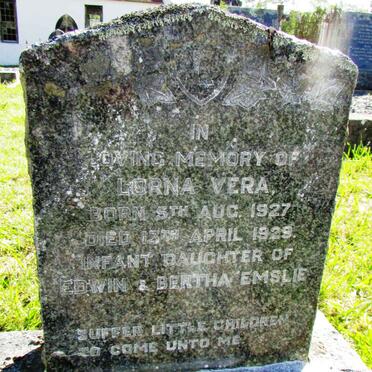 IN
LOVING MEMORY OF
LORNA VERA
BORN 5TH AUG. 1927
DIED 13TH APRIL 1929
INFANT DAUGHTER OF
EDWIN & BERTHA EMSLIE
SUFFER LITTLE CHILDREN
TO COME UNTO ME